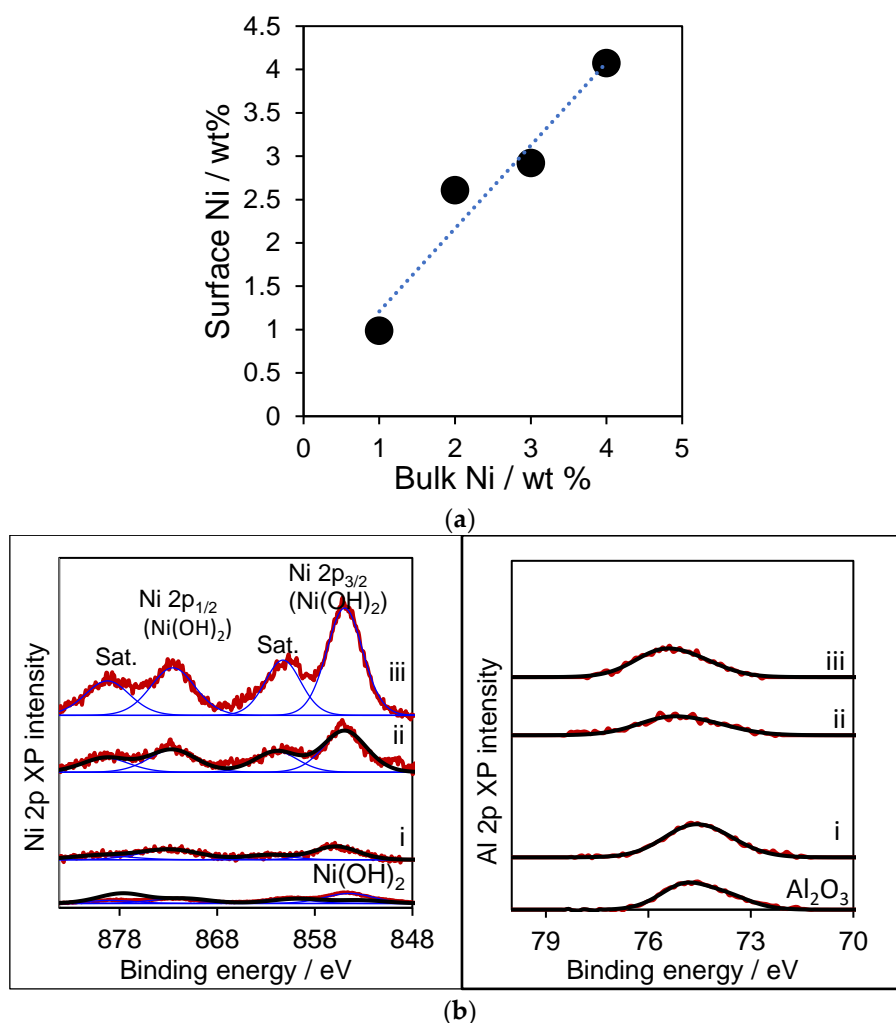 4.5
4
3.5
3
2.5
2
1.5
1
0.5
0
Surface Ni / wt%
0 1 2 3 4 5
Bulk Ni / wt %
(a)
Ni 2p XP intensity
Ni 2p₁/₂
(Ni(OH)₂)
Ni 2p₃/₂
(Ni(OH)₂)
Sat.
Sat.
iii
ii
i
Ni(OH)₂
878 868 858 848
Binding energy / eV
Al 2p XP intensity
iii
ii
i
Al₂O₃
79 76 73 70
Binding energy / eV
(b)